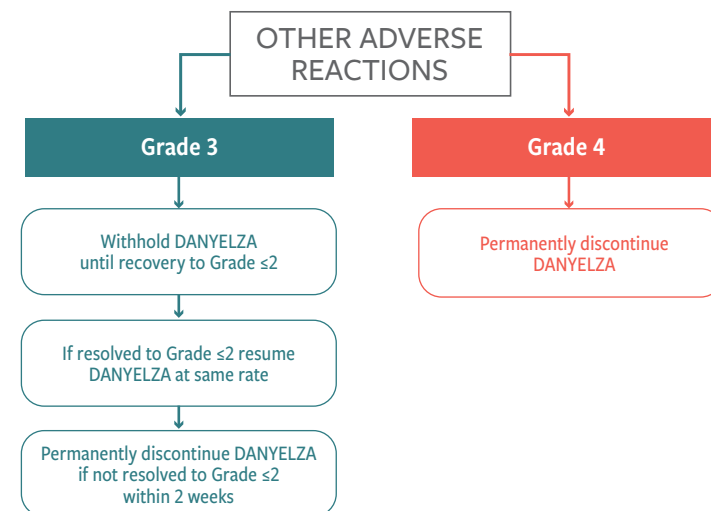 OTHER ADVERSE
REACTIONS
Grade 3
Grade 4
Withhold DANYELZA
until recovery to Grade ≤2
Permanently discontinue
DANYELZA
If resolved to Grade ≤2 resume
DANYELZA at same rate
Permanently discontinue DANYELZA
if not resolved to Grade ≤2
within 2 weeks